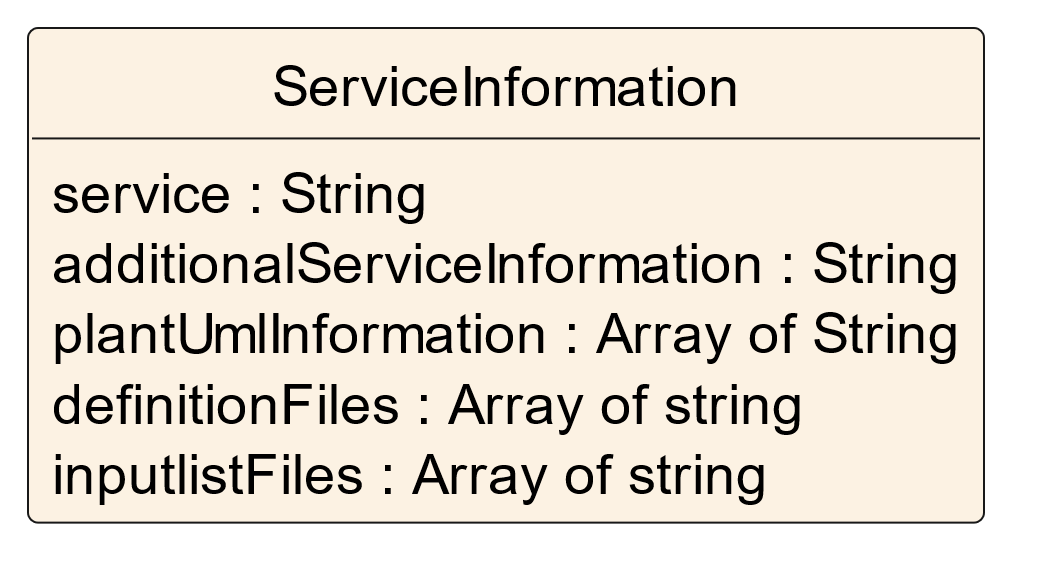 ServiceInformation
service : String
additionalServiceInformation : String
plantUmlInformation : Array of String
definitionFiles : Array of string
inputlistFiles : Array of string